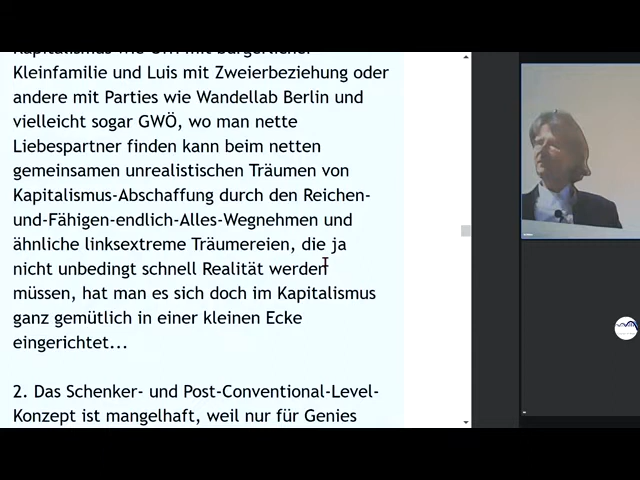 Kleinfamilie und Luis mit Zweierbeziehung oder
andere mit Parties wie Wandellab Berlin und
vielleicht sogar GWÖ, wo man nette
Liebespartner finden kann beim netten
gemeinsamen unrealistischen Träumen von
Kapitalismus-Abschaffung durch den Reichen-
und-Fähigen-endlich-Alles-Wegnehmen und
ähnliche linksextreme Träumereien, die ja
nicht unbedingt schnell Realität werden
müssen, hat man es sich doch im Kapitalismus
ganz gemütlich in einer kleinen Ecke
eingerichtet...
2. Das Schenker- und Post-Conventional-Level-
Konzept ist mangelhaft, weil nur für Genies